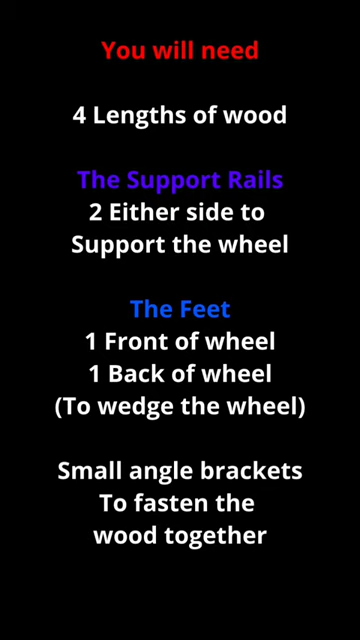 You will need
4 Lengths of wood
The Support Rails
2 Either side to
Support the wheel
The Feet
1 Front of wheel
1 Back of wheel
(To wedge the wheel)
Small angle brackets
To fasten the
wood together